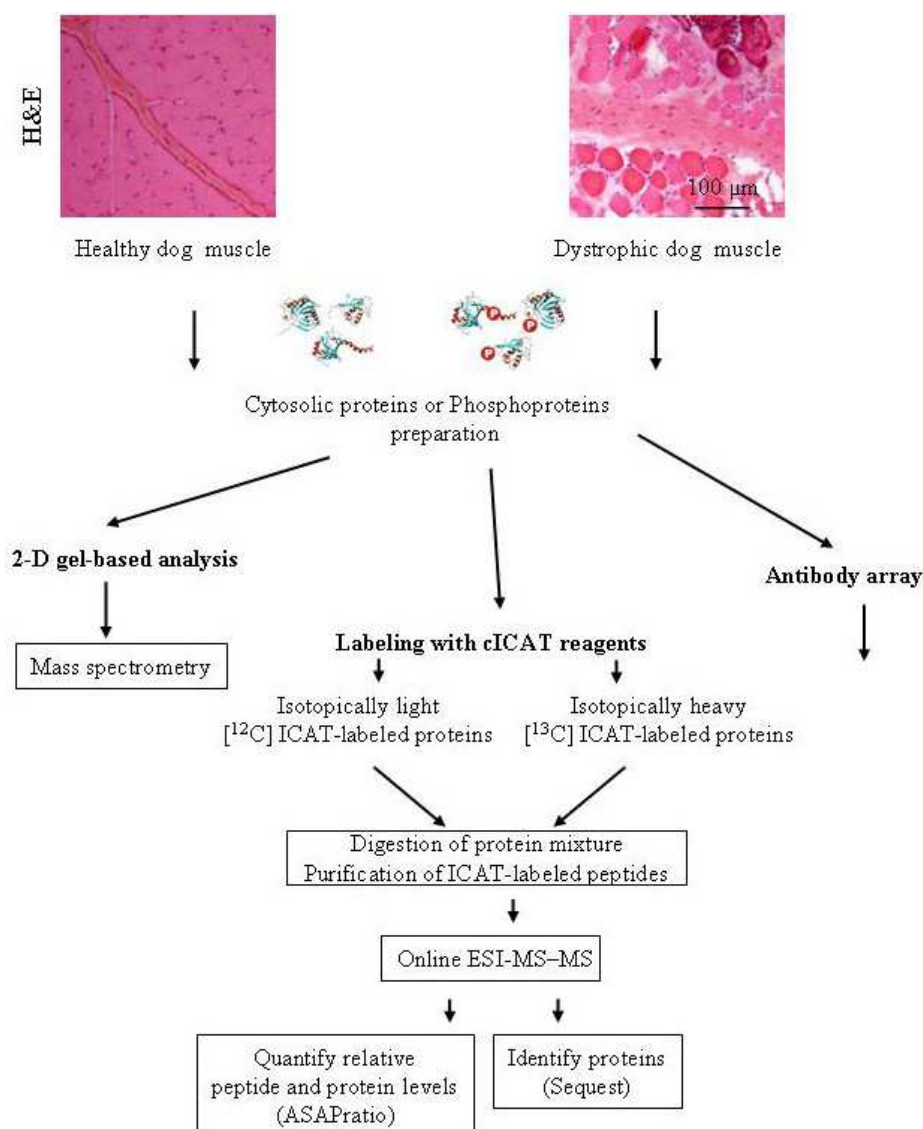 H&E
100 µm
Healthy dog muscle
Dystrophic dog muscle
P
P
P
Cytosolic proteins or Phosphoproteins
preparation
2-D gel-based analysis
Antibody array
Mass spectrometry
Labeling with cICAT reagents
Isotopically light
[¹²C] ICAT-labeled proteins
Isotopically heavy
[¹³C] ICAT-labeled proteins
Digestion of protein mixture
Purification of ICAT-labeled peptides
Online ESI-MS–MS
Quantify relative
peptide and protein levels
(ASAPratio)
Identify proteins
(Sequest)